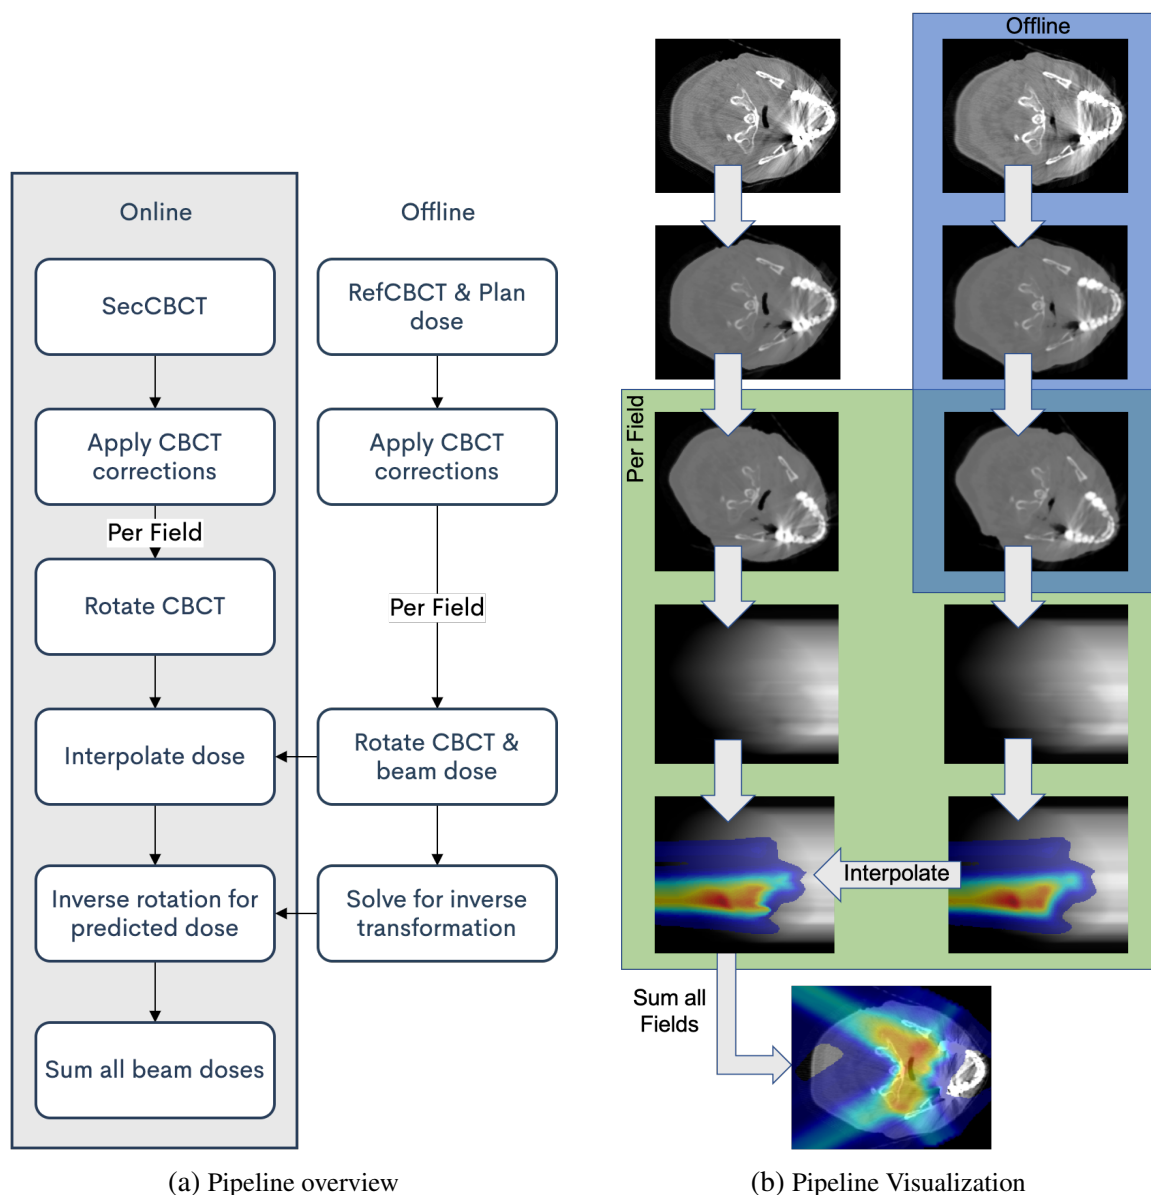 Online
Offline
SecCBCT
RefCBCT & Plan
dose
Apply CBCT
corrections
Apply CBCT
corrections
Per Field
Rotate CBCT
Per Field
Interpolate dose
Rotate CBCT &
beam dose
Inverse rotation for
predicted dose
Solve for inverse
transformation
Sum all beam doses
(a) Pipeline overview
Offline
Per Field
Interpolate
Sum all
Fields
(b) Pipeline Visualization